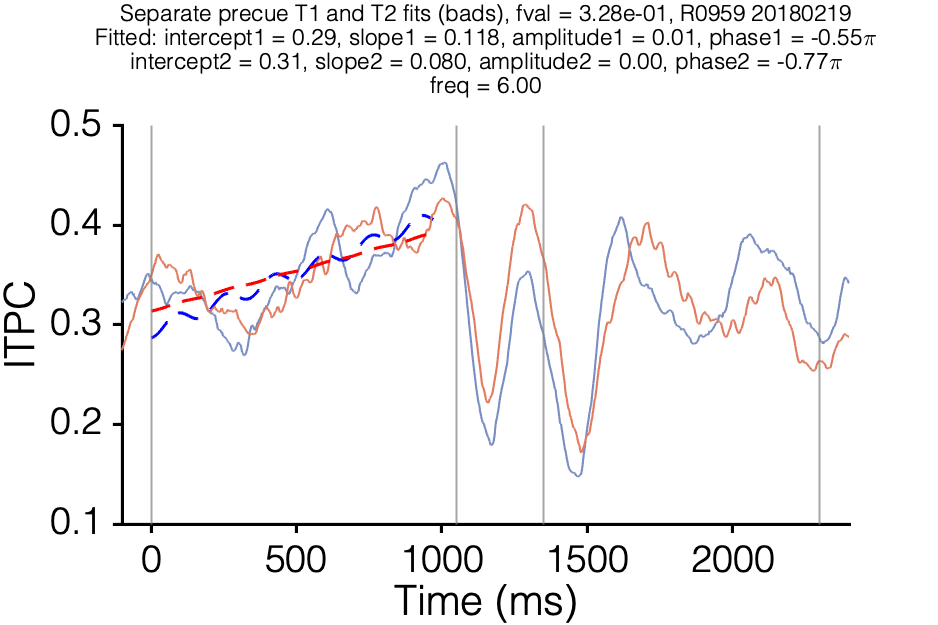 Separate precue T1 and T2 fits (bads), fval = 3.28e-01, R0959 20180219
Fitted: intercept1 = 0.29, slope1 = 0.118, amplitude1 = 0.01, phase1 = -0.55π
intercept2 = 0.31, slope2 = 0.080, amplitude2 = 0.00, phase2 = -0.77π
freq = 6.00
0.5
0.4
0.3
0.2
0.1
ITPC
0 500 1000 1500 2000
Time (ms)